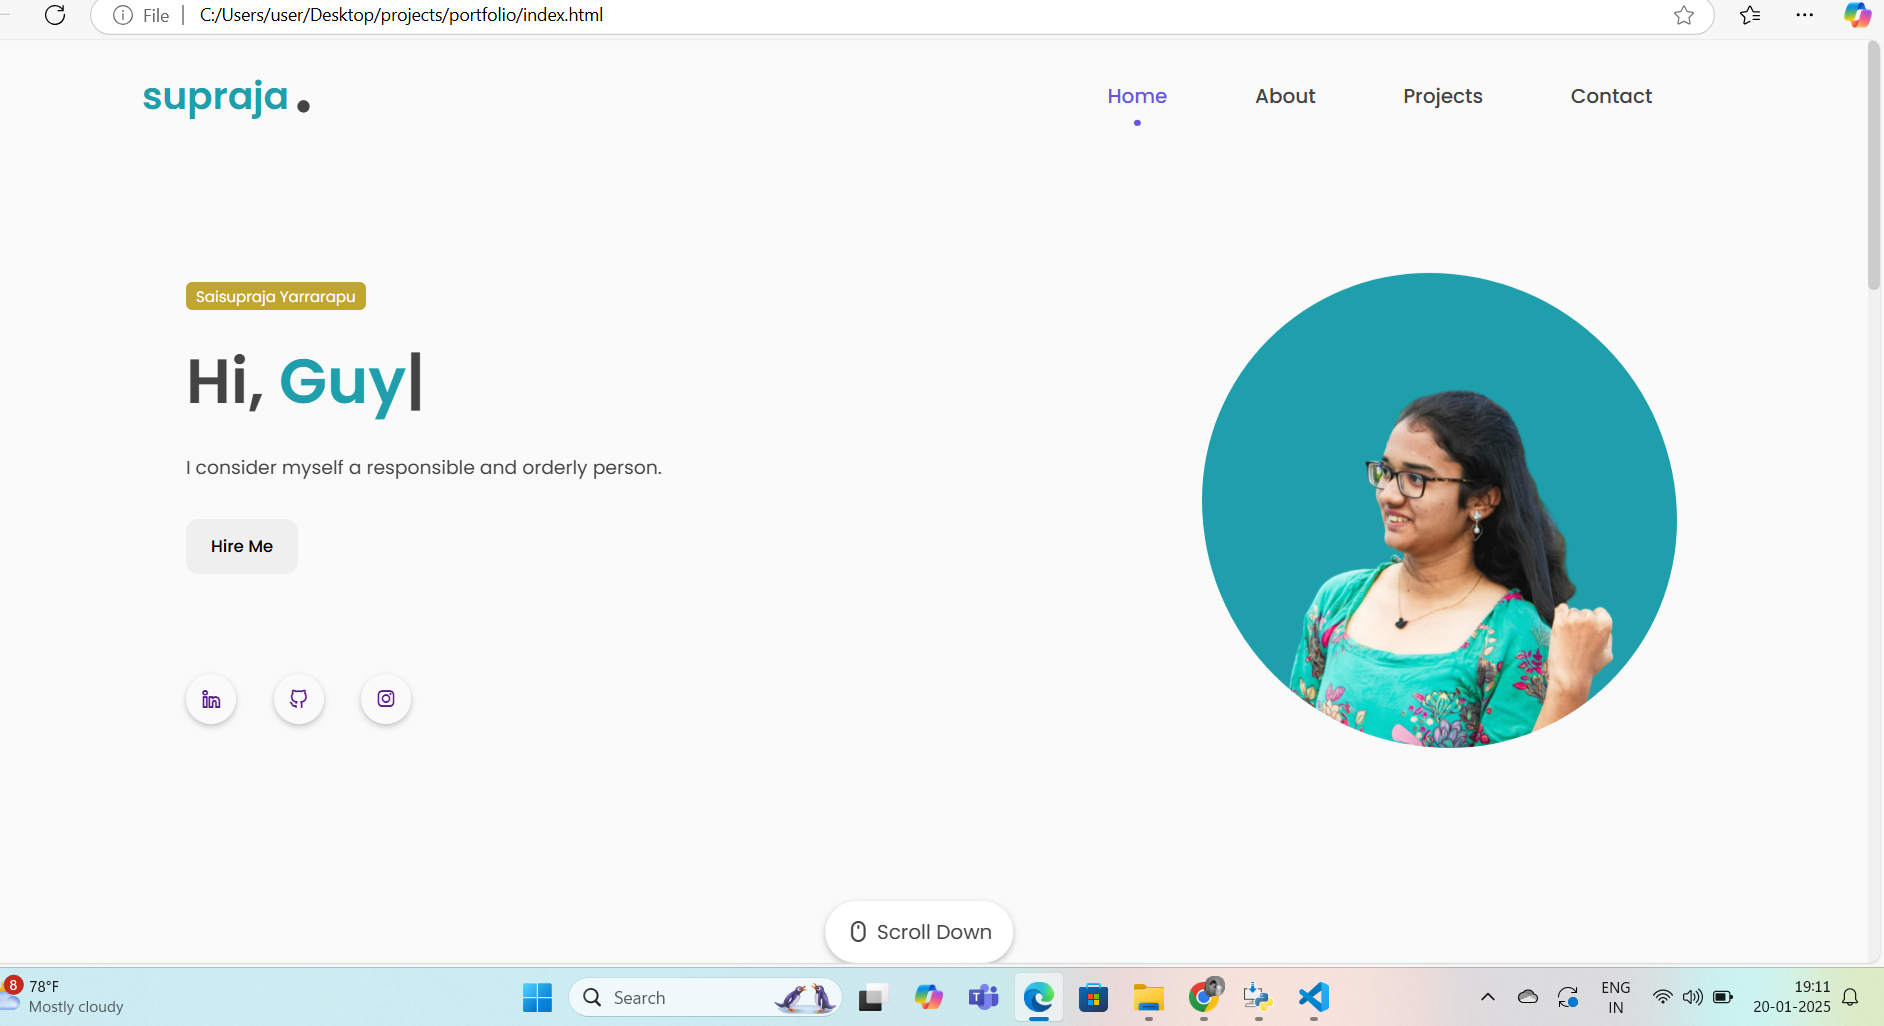 File | C:/Users/user/Desktop/projects/portfolio/index.html
supraja .
Home About Projects Contact
Saisupraja Yarrarapu
Hi, Guy|
I consider myself a responsible and orderly person.
Hire Me
in
Scroll Down
8
78°F
Mostly cloudy
Search
T
ENG
IN
19:11
20-01-2025